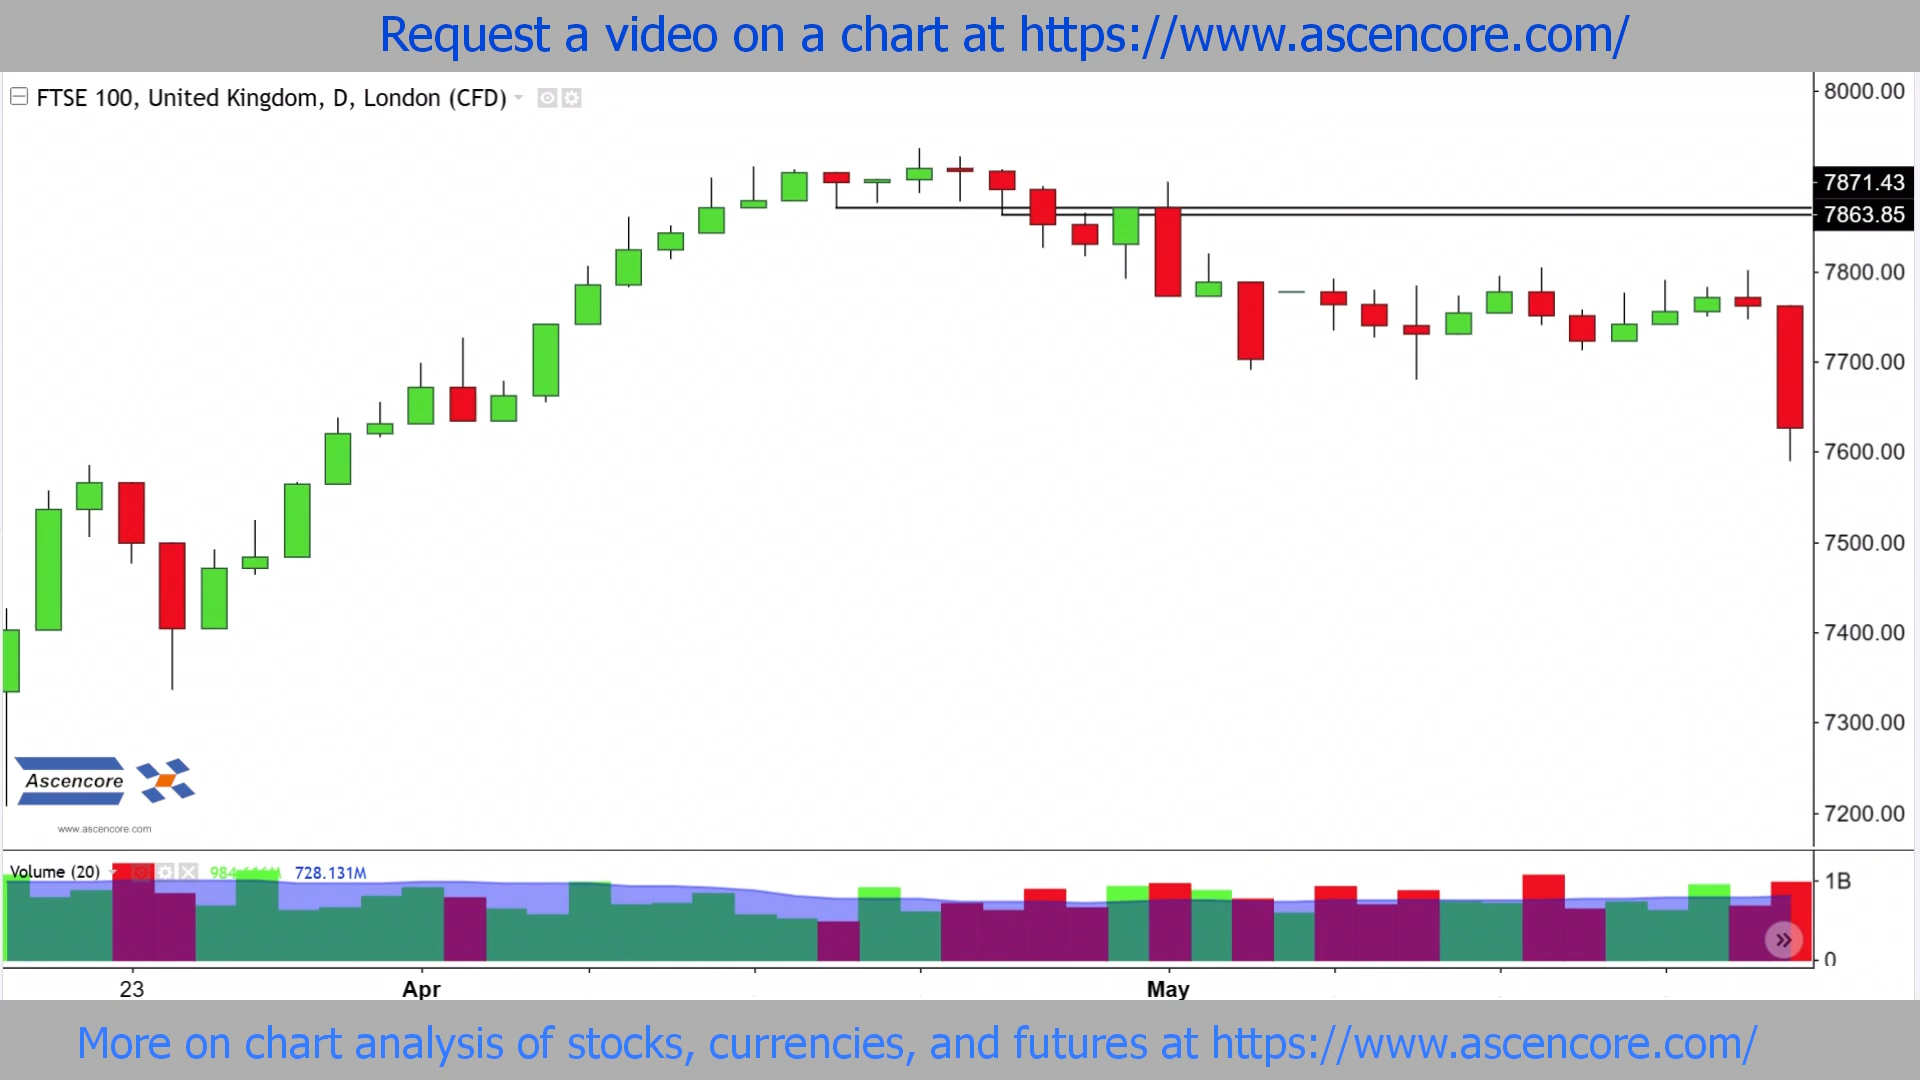 Request a video on a chart at https://www.ascencore.com/
FTSE 100, United Kingdom, D, London (CFD)
8000.00
7871.43
7863.85
7800.00
7700.00
7600.00
7500.00
7400.00
7300.00
7200.00
Ascencore
www.ascencore.com
Volume (20) 728.131M
1B
0
23 Apr May
More on chart analysis of stocks, currencies, and futures at https://www.ascencore.com/